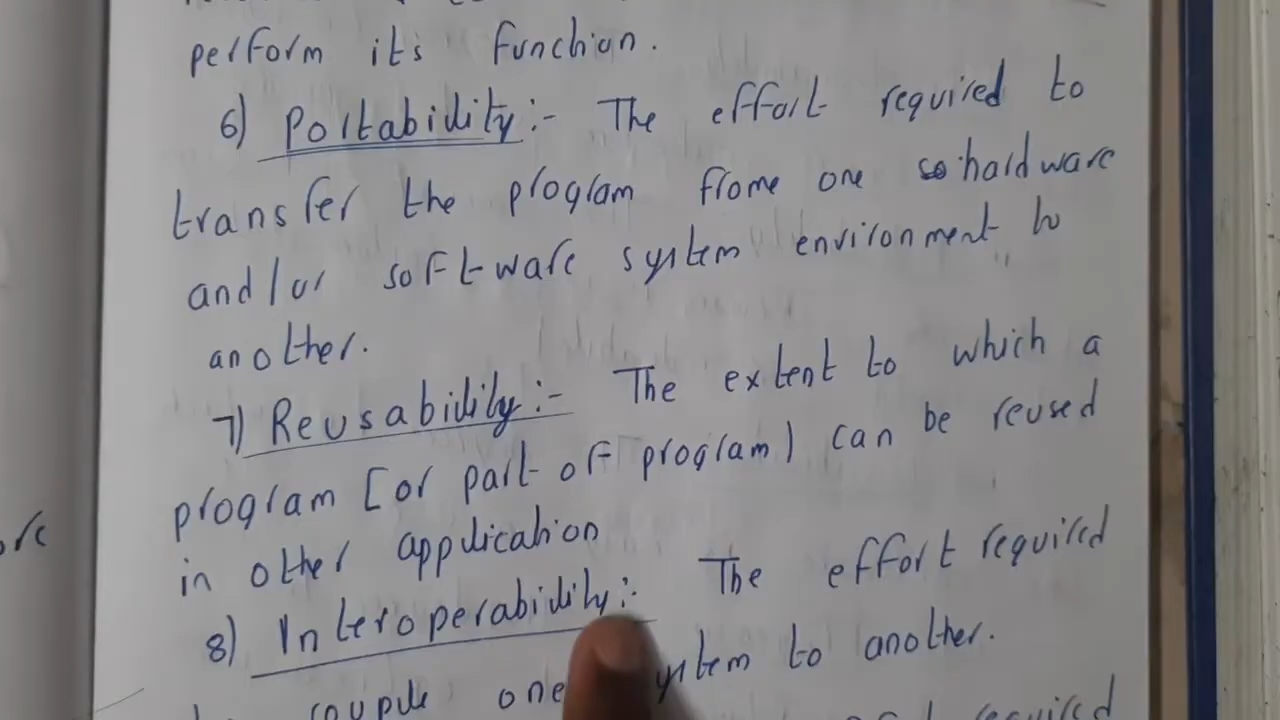 perform its function.
6) Portability:- The effort required to
transfer the program frome one hardware
and/or software system environment to
another.
7) Reusability:- The extent to which a
program [or part of program) can be reused
in other application
8) Interoperability:- The effort required
couple one system to another.
required